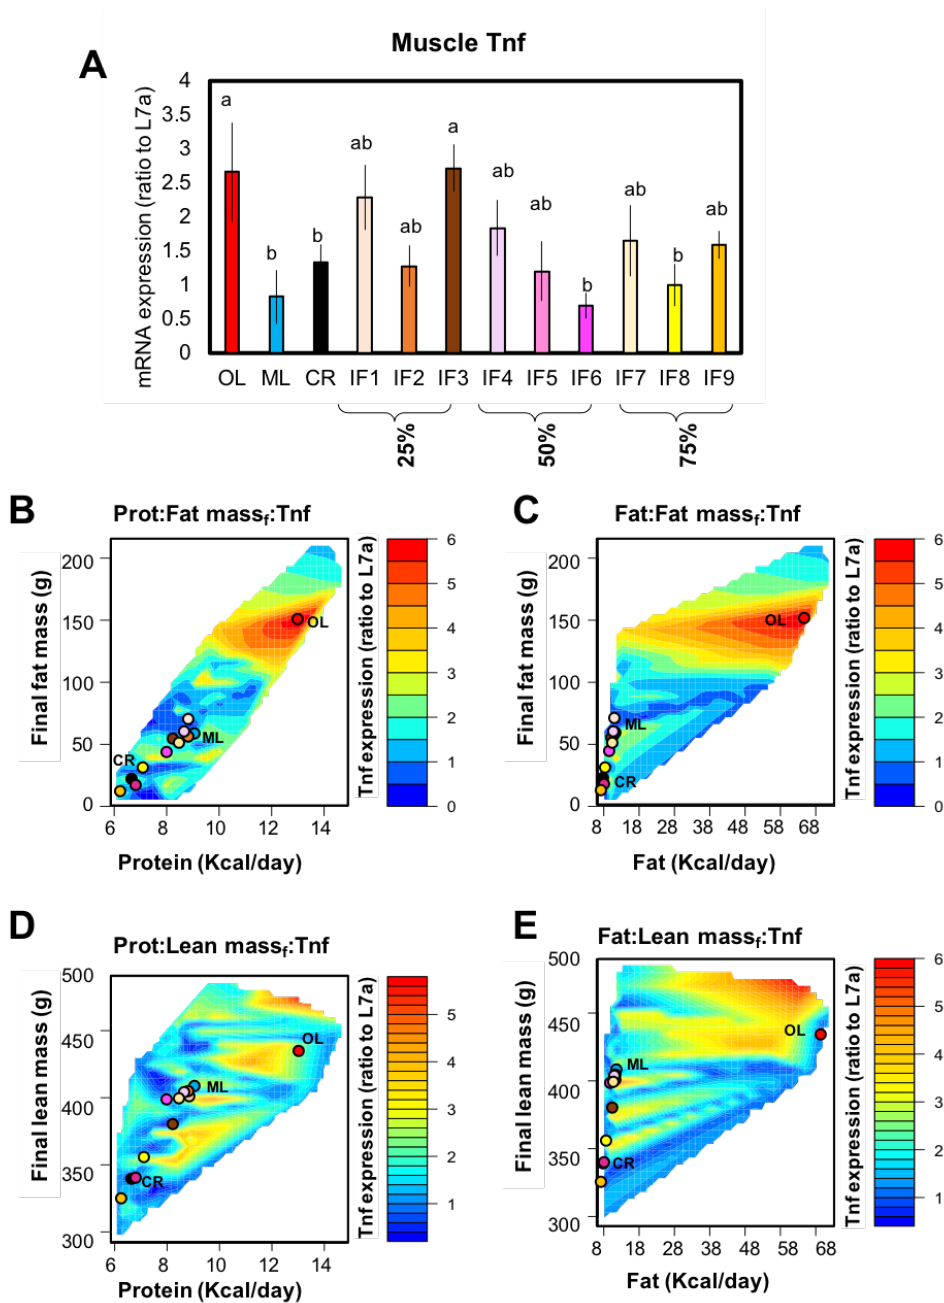 Muscle Tnf
A
mRNA expression (ratio to L7a)
4
3.5
3
2.5
2
1.5
1
0.5
0
a
b
b
ab
ab
a
ab
ab
b
ab
b
ab
OL ML CR IF1 IF2 IF3 IF4 IF5 IF6 IF7 IF8 IF9
25%
50%
75%
B
Prot:Fat massf:Tnf
Final fat mass (g)
200
150
100
50
0
OL
ML
CR
6 8 10 12 14
Protein (Kcal/day)
Tnf expression (ratio to L7a)
6
5
4
3
2
1
0
C
Fat:Fat massf:Tnf
Final fat mass (g)
200
150
100
50
0
OL
ML
CR
8 18 28 38 48 58 68
Fat (Kcal/day)
Tnf expression (ratio to L7a)
6
5
4
3
2
1
0
D
Prot:Lean massf:Tnf
Final lean mass (g)
500
450
400
350
300
OL
ML
CR
6 8 10 12 14
Protein (Kcal/day)
Tnf expression (ratio to L7a)
5
4
3
2
1
E
Fat:Lean massf:Tnf
Final lean mass (g)
500
450
400
350
300
OL
ML
CR
8 18 28 38 48 58 68
Fat (Kcal/day)
Tnf expression (ratio to L7a)
6
5
4
3
2
1